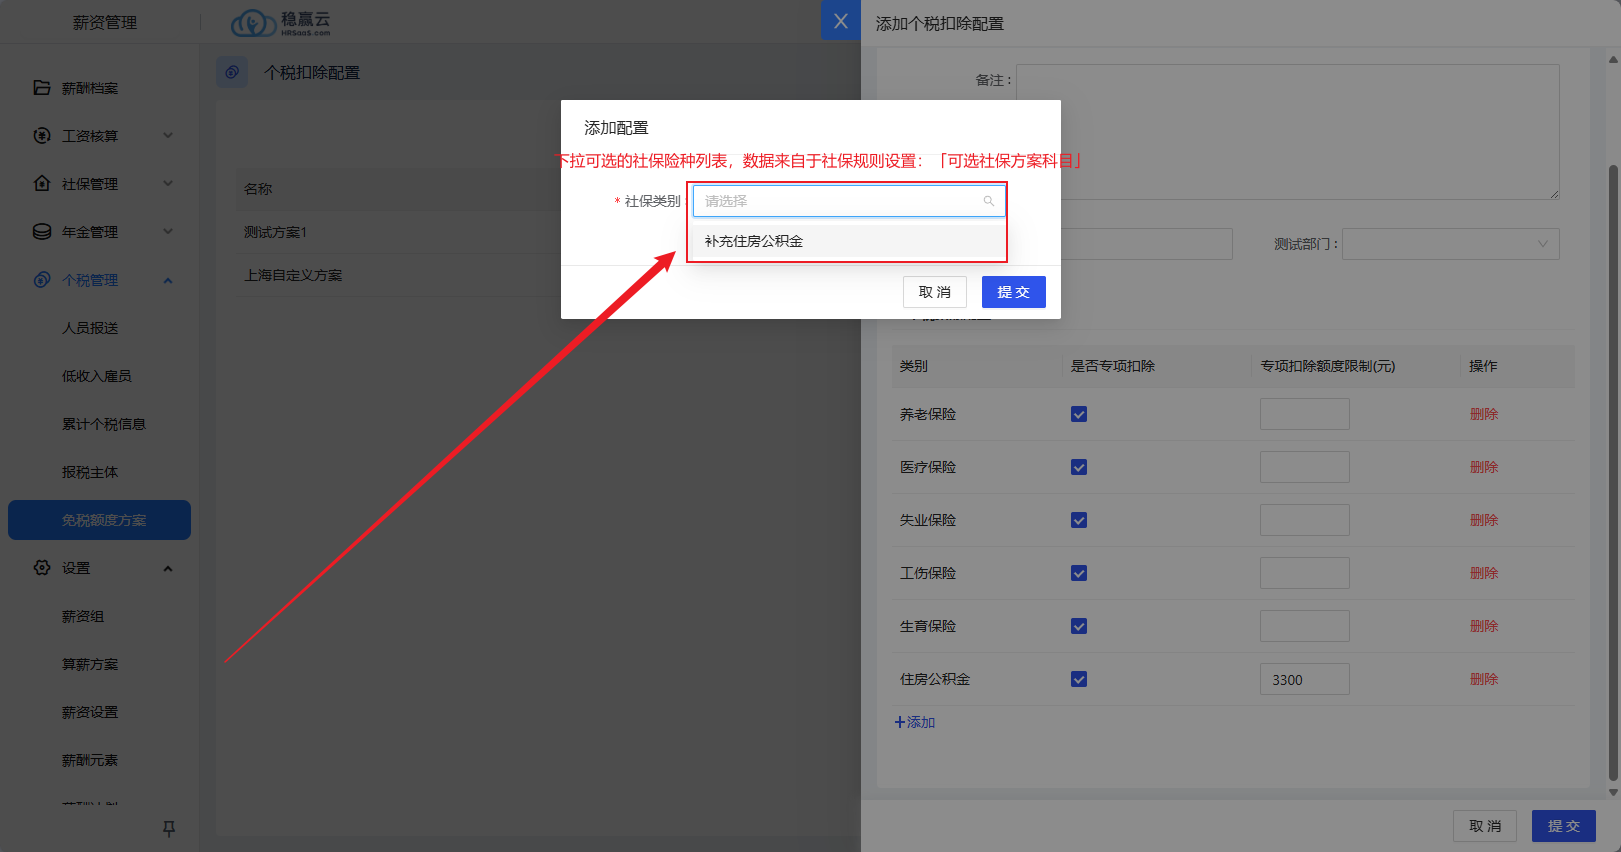 薪资管理
稳赢云
HRSaaS.com
X
添加个税扣除配置
薪酬档案
工资核算
社保管理
年金管理
个税管理
人员报送
低收入雇员
累计个税信息
报税主体
免税额度方案
设置
薪资组
算薪方案
薪资设置
薪酬元素
个税扣除配置
名称
测试方案1
上海自定义方案
添加配置
下拉可选的社保险种列表，数据来自于社保规则设置：「可选社保方案科目」
* 社保类别 :
请选择
补充住房公积金
取 消
提 交
备注 :
测试部门 :
类别 是否专项扣除 专项扣除额度限制(元) 操作
养老保险 删除
医疗保险 删除
失业保险 删除
工伤保险 删除
生育保险 删除
住房公积金 3300 删除
+添加
取 消
提 交